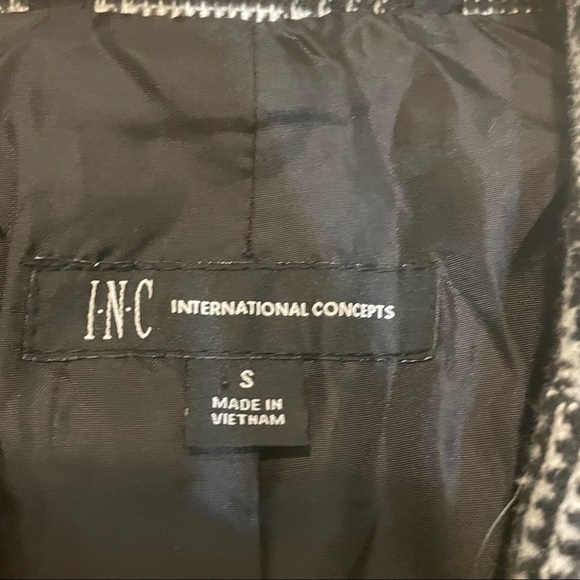 I·N·C INTERNATIONAL CONCEPTS
S
MADE IN
VIETNAM